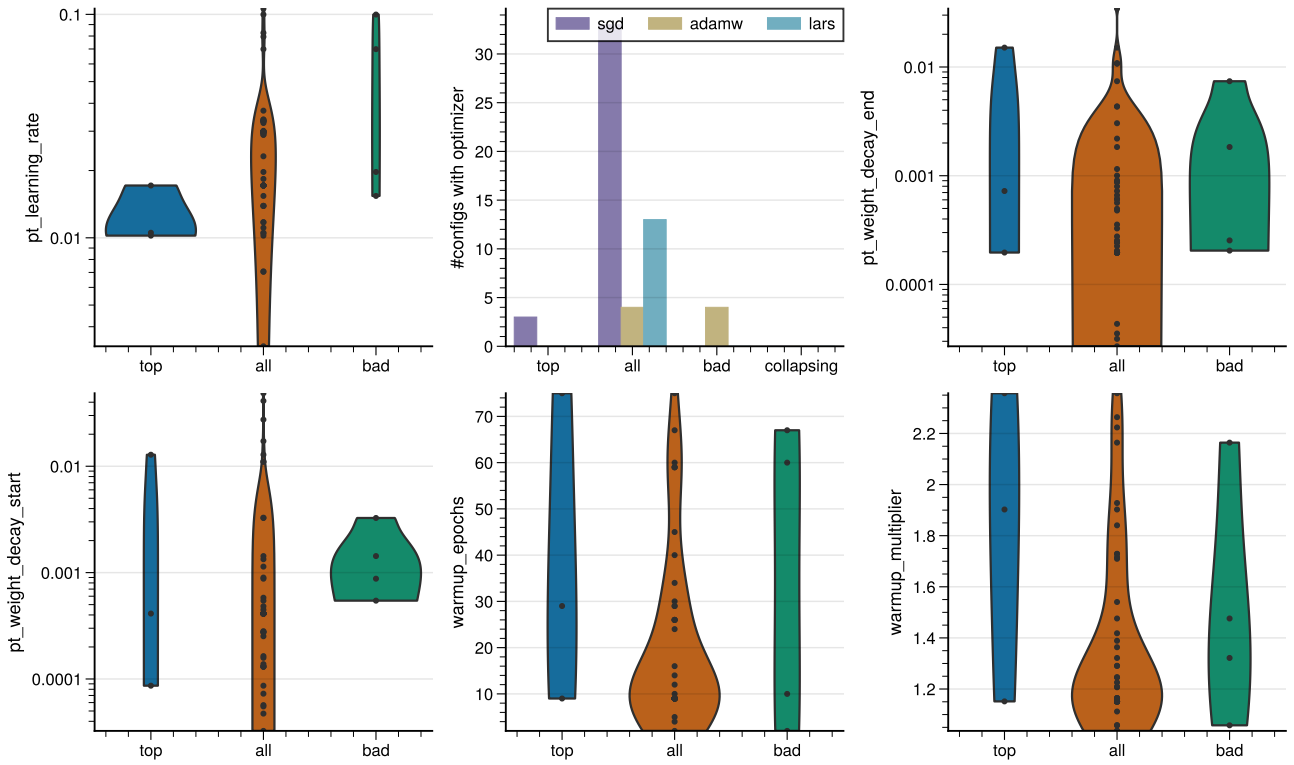 pt_learning_rate
0.1
0.01
top all bad
#configs with optimizer
sgd adamw lars
30
25
20
15
10
5
0
top all bad collapsing
pt_weight_decay_end
0.01
0.001
0.0001
top all bad
pt_weight_decay_start
0.01
0.001
0.0001
top all bad
warmup_epochs
70
60
50
40
30
20
10
top all bad
warmup_multiplier
2.2
2
1.8
1.6
1.4
1.2
top all bad